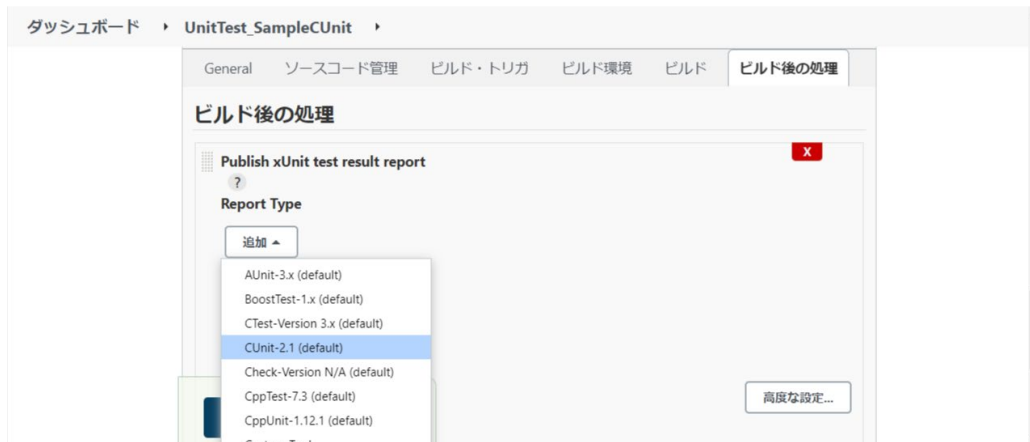 ダッシュボード
UnitTest_SampleCUnit
General ソースコード管理 ビルド・トリガ ビルド環境 ビルド ビルド後の処理
ビルド後の処理
Publish xUnit test result report
X
?
Report Type
追加
AUnit-3.x (default)
BoostTest-1.x (default)
CTest-Version 3.x (default)
CUnit-2.1 (default)
Check-Version N/A (default)
CppTest-7.3 (default)
高度な設定...
CppUnit-1.12.1 (default)